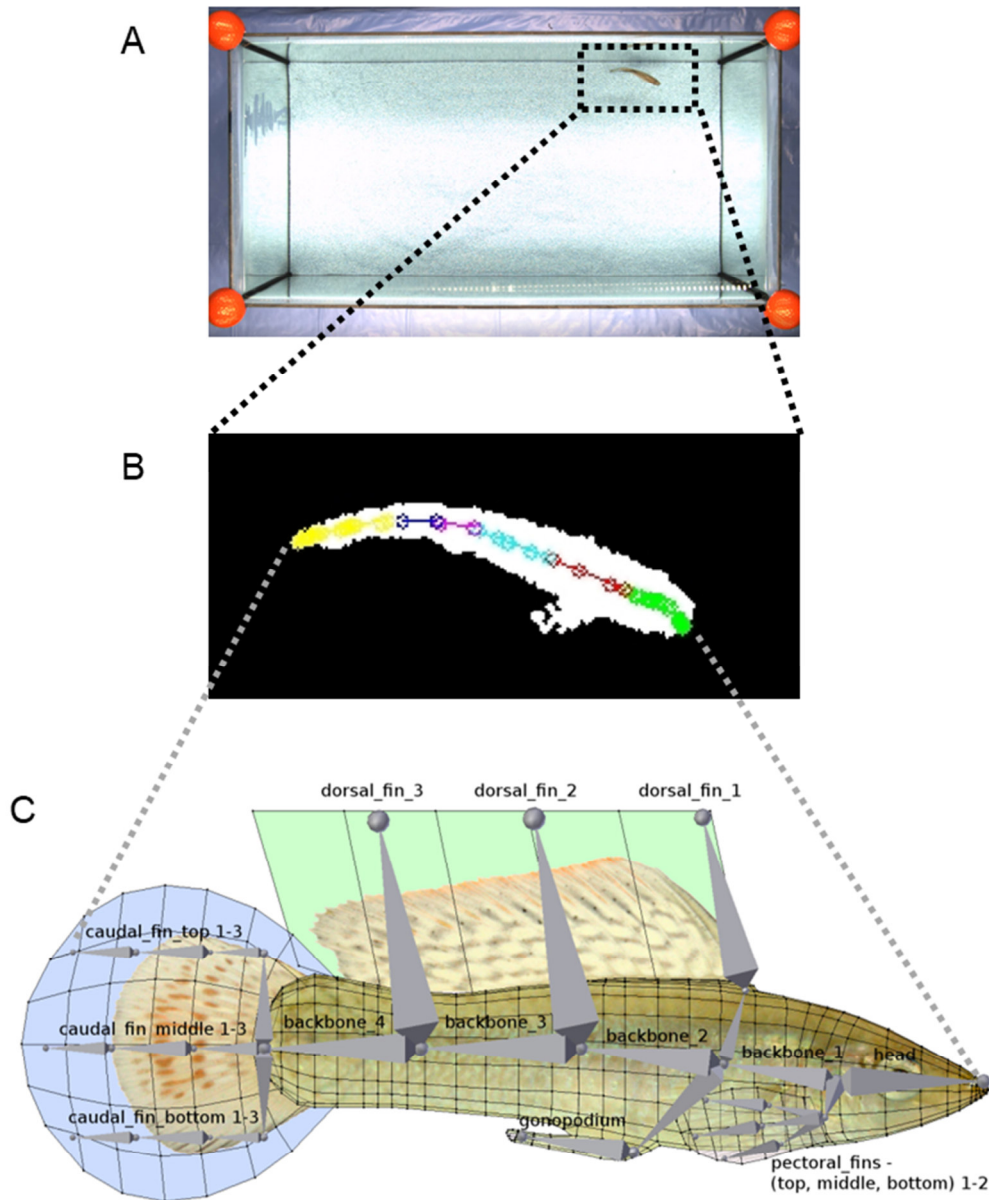 A
B
C
dorsal_fin_3 dorsal_fin_2 dorsal_fin_1
caudal_fin_top 1-3
caudal_fin_middle 1-3 backbone_4 backbone_3 backbone_2 backbone_1 head
caudal_fin_bottom 1-3 gonopodium
pectoral_fins -
(top, middle, bottom) 1-2